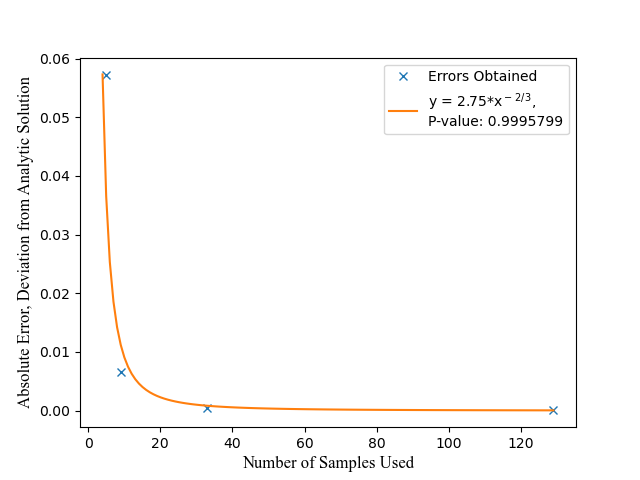 Errors Obtained
y = 2.75*x^{- 2/3},
P-value: 0.9995799
0.06
0.05
0.04
0.03
0.02
0.01
0.00
Absolute Error, Deviation from Analytic Solution
0 20 40 60 80 100 120
Number of Samples Used